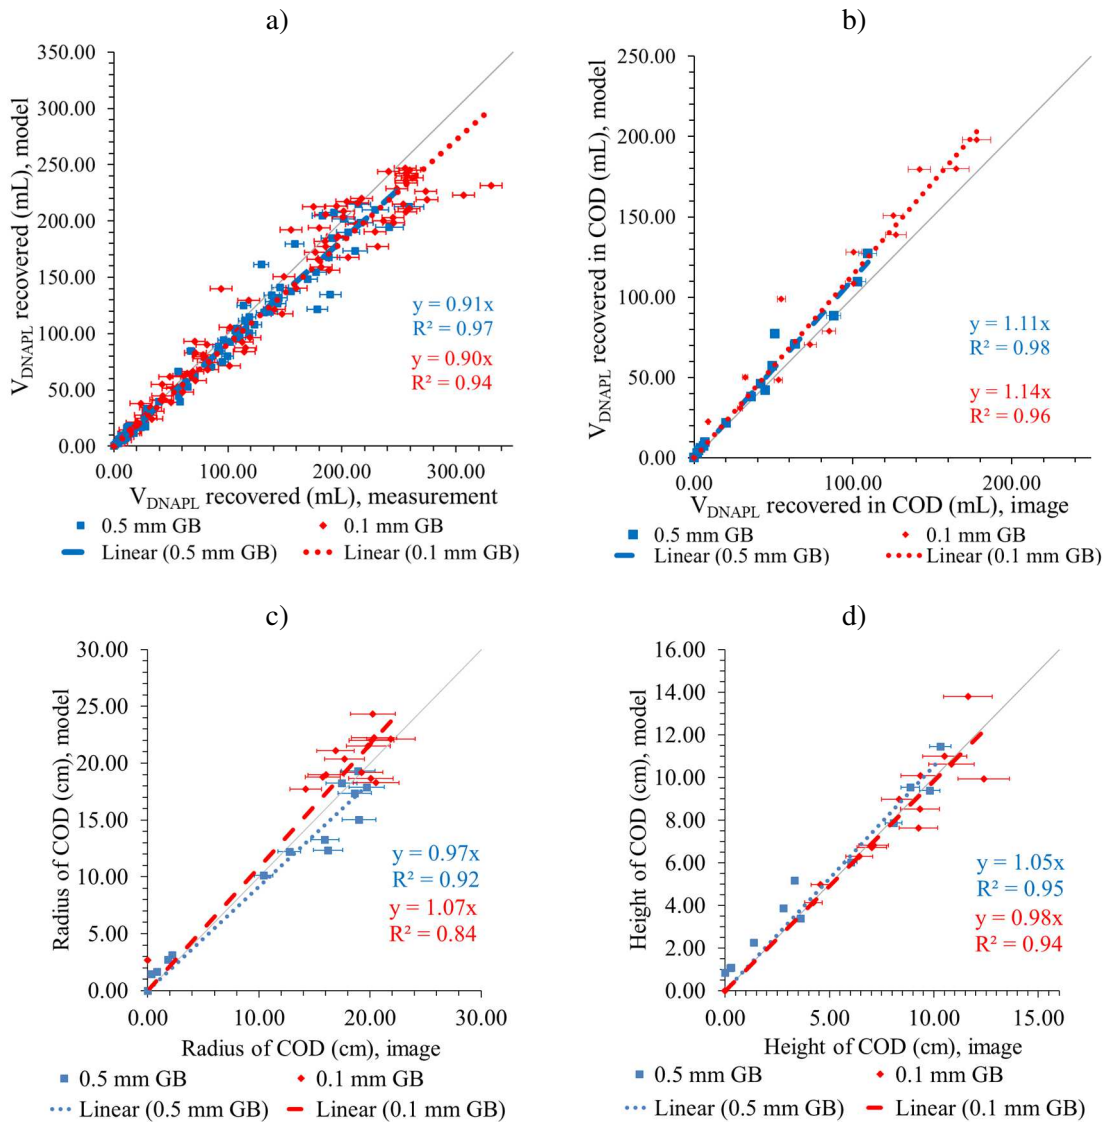 a)
350.00
300.00
250.00
200.00
150.00
100.00
50.00
0.00
V_DNAPL recovered (mL), model
y = 0.91x
R² = 0.97
y = 0.90x
R² = 0.94
0.00 100.00 200.00 300.00
V_DNAPL recovered (mL), measurement
0.5 mm GB 0.1 mm GB
Linear (0.5 mm GB) Linear (0.1 mm GB)
b)
250.00
200.00
150.00
100.00
50.00
0.00
V_DNAPL recovered in COD (mL), model
y = 1.11x
R² = 0.98
y = 1.14x
R² = 0.96
0.00 100.00 200.00
V_DNAPL recovered in COD (mL), image
0.5 mm GB 0.1 mm GB
Linear (0.5 mm GB) Linear (0.1 mm GB)
c)
30.00
25.00
20.00
15.00
10.00
5.00
0.00
Radius of COD (cm), model
y = 0.97x
R² = 0.92
y = 1.07x
R² = 0.84
0.00 10.00 20.00 30.00
Radius of COD (cm), image
0.5 mm GB 0.1 mm GB
Linear (0.5 mm GB) Linear (0.1 mm GB)
d)
16.00
14.00
12.00
10.00
8.00
6.00
4.00
2.00
0.00
Height of COD (cm), model
y = 1.05x
R² = 0.95
y = 0.98x
R² = 0.94
0.00 5.00 10.00 15.00
Height of COD (cm), image
0.5 mm GB 0.1 mm GB
Linear (0.5 mm GB) Linear (0.1 mm GB)